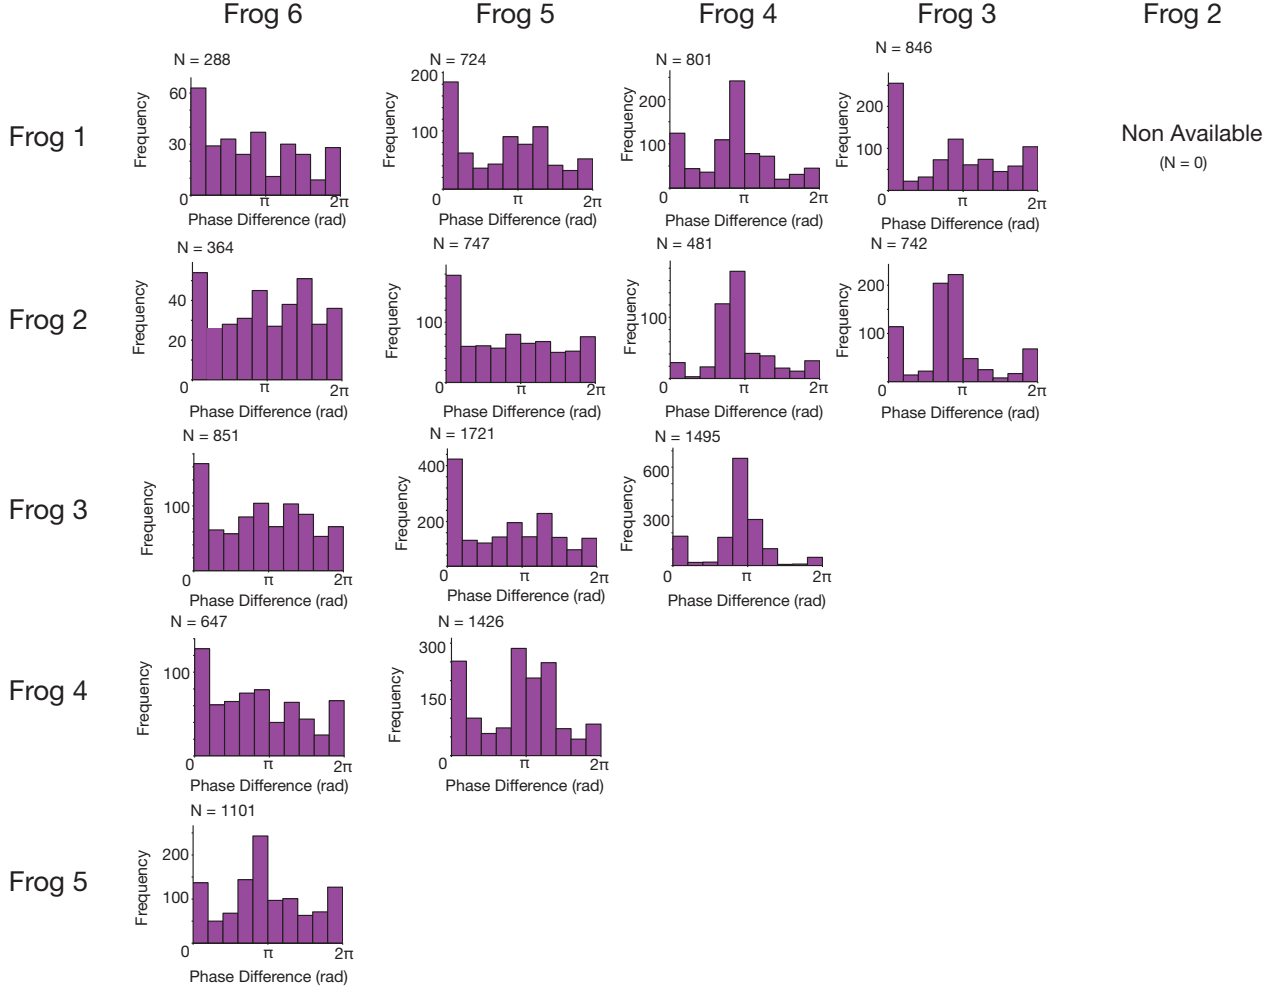 Frog 6 Frog 5 Frog 4 Frog 3 Frog 2
Frog 1
N = 288
Frequency
60
30
0
π
2π
Phase Difference (rad)
N = 724
Frequency
200
100
0
π
2π
Phase Difference (rad)
N = 801
Frequency
200
100
0
π
2π
Phase Difference (rad)
N = 846
Frequency
200
100
0
π
2π
Phase Difference (rad)
Non Available
(N = 0)
Frog 2
N = 364
Frequency
40
20
0
π
2π
Phase Difference (rad)
N = 747
Frequency
100
0
π
2π
Phase Difference (rad)
N = 481
Frequency
100
0
π
2π
Phase Difference (rad)
N = 742
Frequency
200
100
0
π
2π
Phase Difference (rad)
Frog 3
N = 851
Frequency
100
0
π
2π
Phase Difference (rad)
N = 1721
Frequency
400
200
0
π
2π
Phase Difference (rad)
N = 1495
Frequency
600
300
0
π
2π
Phase Difference (rad)
Frog 4
N = 647
Frequency
100
0
π
2π
Phase Difference (rad)
N = 1426
Frequency
300
150
0
π
2π
Phase Difference (rad)
Frog 5
N = 1101
Frequency
200
100
0
π
2π
Phase Difference (rad)